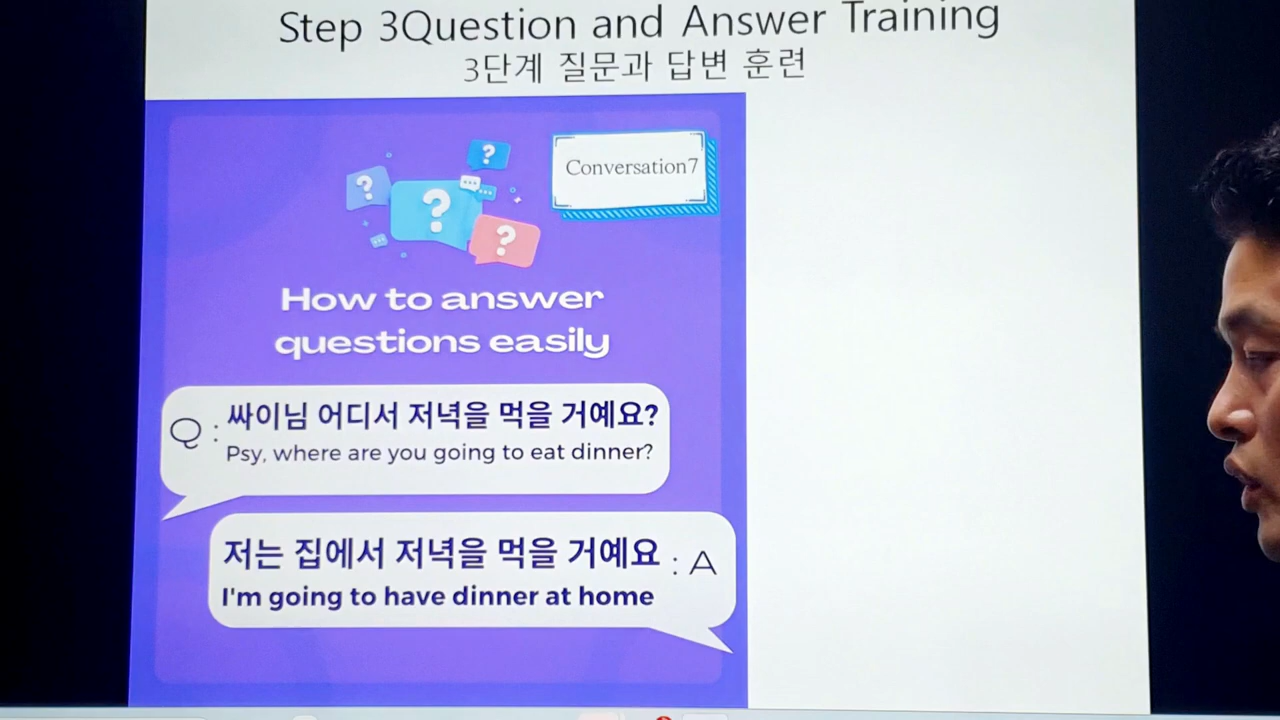 Step 3Question and Answer Training
3단계 질문과 답변 훈련
Conversation7
How to answer
questions easily
Q : 싸이님 어디서 저녁을 먹을 거예요?
Psy, where are you going to eat dinner?
저는 집에서 저녁을 먹을 거예요 : A
I'm going to have dinner at home